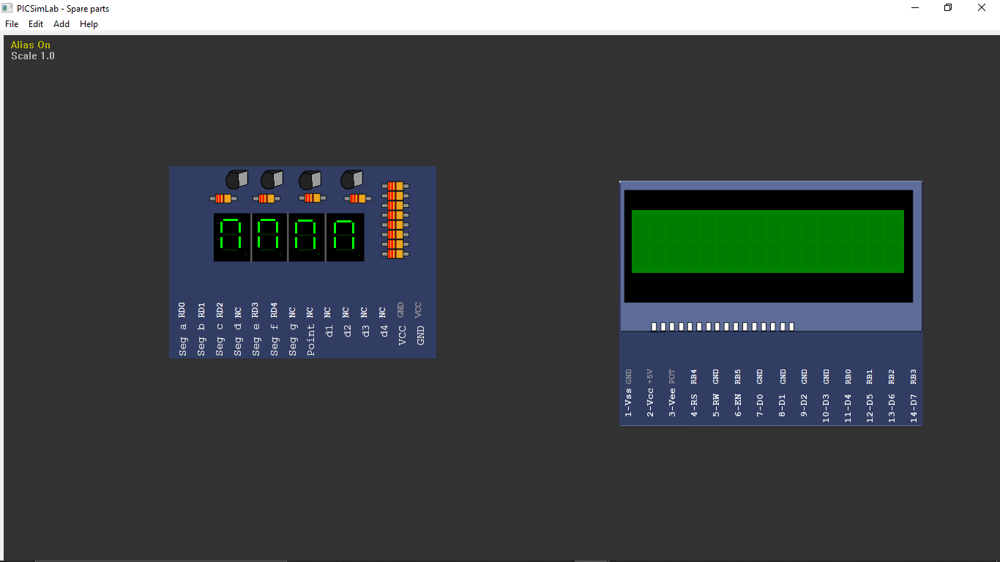 PICSimLab - Spare parts
File Edit Add Help
Alias On
Scale 1.0
Seg a RD0
Seg b RD1
Seg c RD2
Seg d NC
Seg e RD3
Seg f RD4
Seg g NC
Point NC
d1 NC
d2 NC
d3 NC
d4 NC
VCC GND
GND VCC
1-Vss GND
2-Vcc +5V
3-Vee POT
4-RS RB4
5-RW GND
6-EN RB5
7-D0 GND
8-D1 GND
9-D2 GND
10-D3 GND
11-D4 RB0
12-D5 RB1
13-D6 RB2
14-D7 RB3